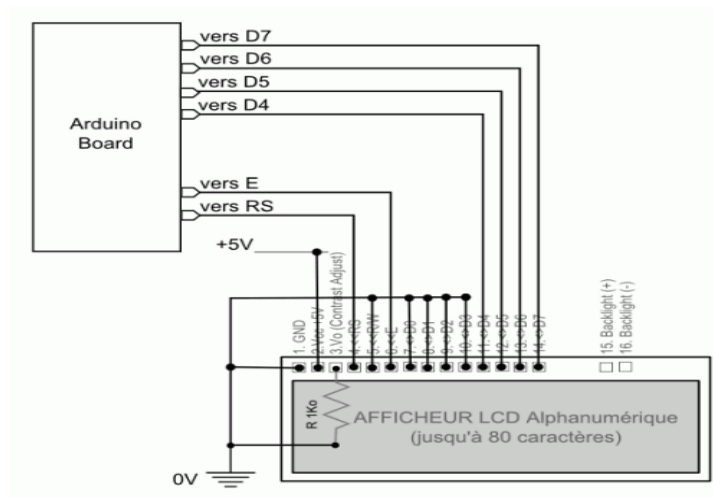 vers D7
vers D6
vers D5
vers D4
Arduino
Board
vers E
vers RS
+5V
1. GND
2.Vcc +5V
3.Vo (Contrast Adjust)
4.<<RS
5.<<R/W
6.<<E
7.<>D0
8.<>D1
9.<>D2
10.<>D3
11.<>D4
12.<>D5
13.<>D6
14.<>D7
15. Backlight (+)
16. Backlight (-)
R 1Ko
AFFICHEUR LCD Alphanumérique
(jusqu'à 80 caractères)
0V